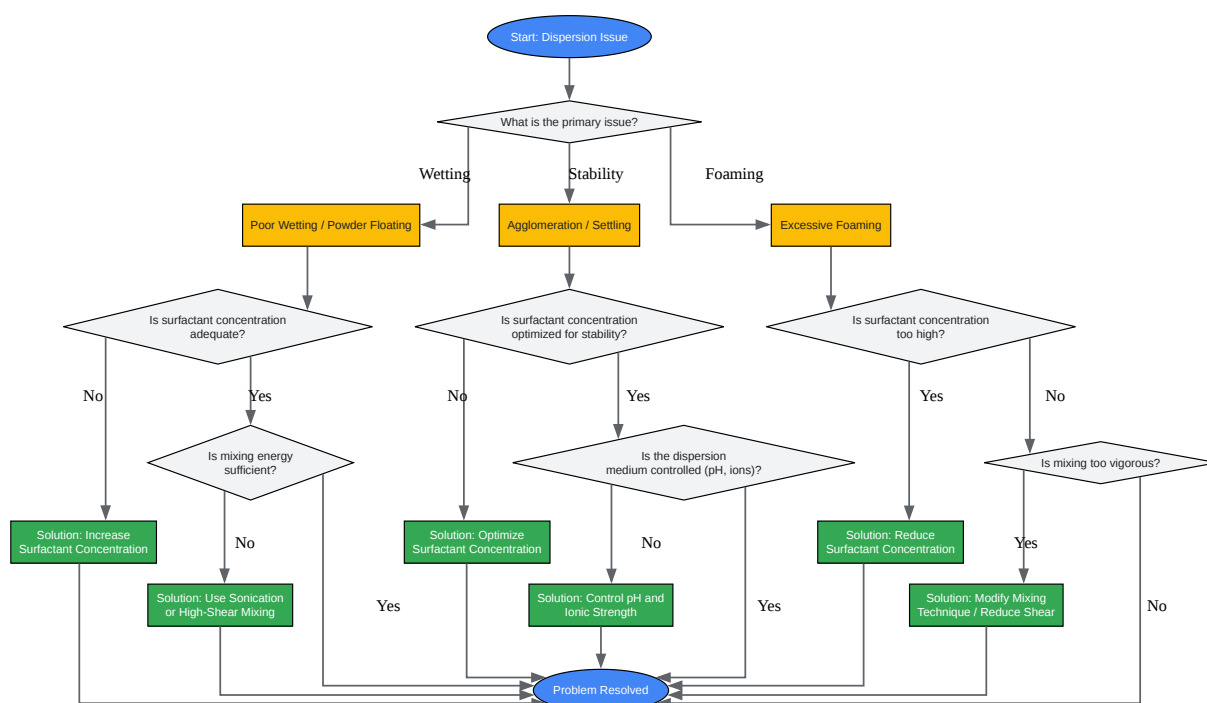 Start: Dispersion Issue
What is the primary issue?
Wetting
Stability
Foaming
Poor Wetting / Powder Floating
Agglomeration / Settling
Excessive Foaming
Is surfactant concentration
adequate?
Is surfactant concentration
optimized for stability?
Is surfactant concentration
too high?
No
Yes
No
Yes
Yes
No
Is mixing energy
sufficient?
Is the dispersion
medium controlled (pH, ions)?
Is mixing too vigorous?
Solution: Increase
Surfactant Concentration
No
Solution: Optimize
Surfactant Concentration
No
Solution: Reduce
Surfactant Concentration
Yes
Solution: Use Sonication
or High-Shear Mixing
Yes
Solution: Control pH and
Ionic Strength
Yes
Solution: Modify Mixing
Technique / Reduce Shear
No
Problem Resolved